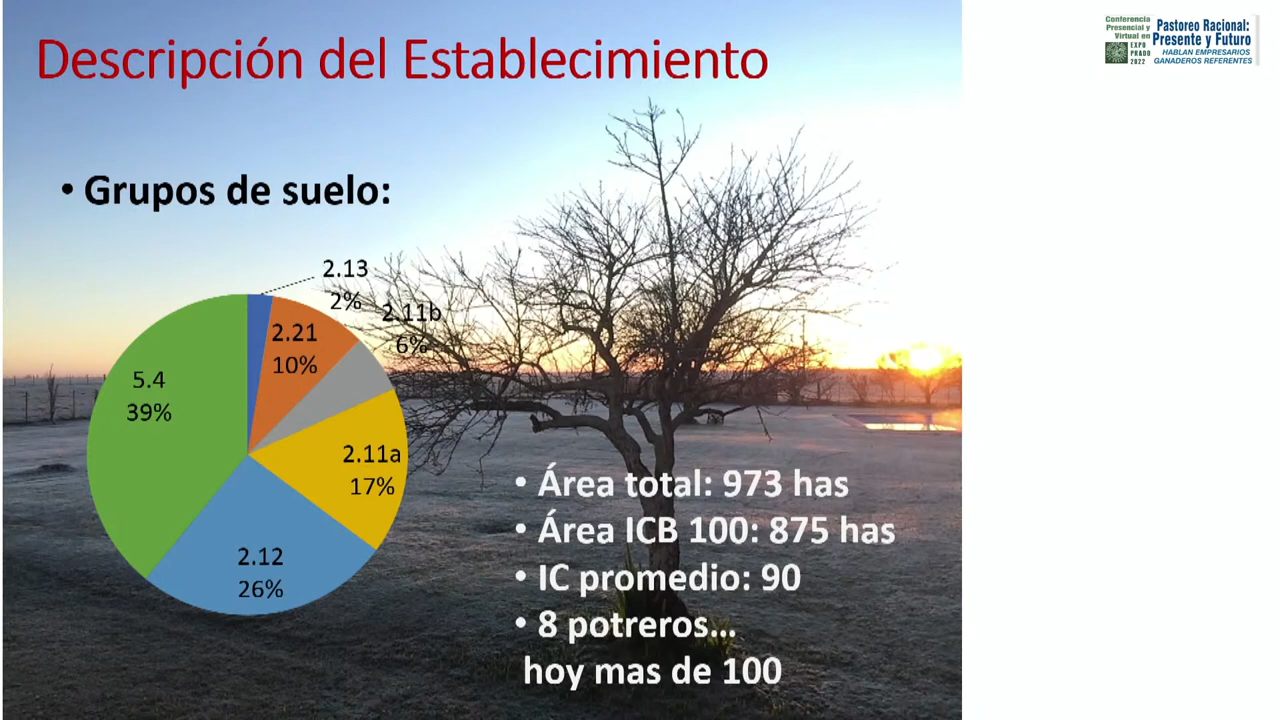 Descripción del Establecimiento
Conferencia
Presencial y
Virtual en
EXPO
PRADO
2022
Pastoreo Racional:
Presente y Futuro
HABLAN EMPRESARIOS
GANADEROS REFERENTES
• Grupos de suelo:
2.13
2%
2.21
10%
2.11b
6%
5.4
39%
2.11a
17%
2.12
26%
• Área total: 973 has
• Área ICB 100: 875 has
• IC promedio: 90
• 8 potreros...
hoy mas de 100